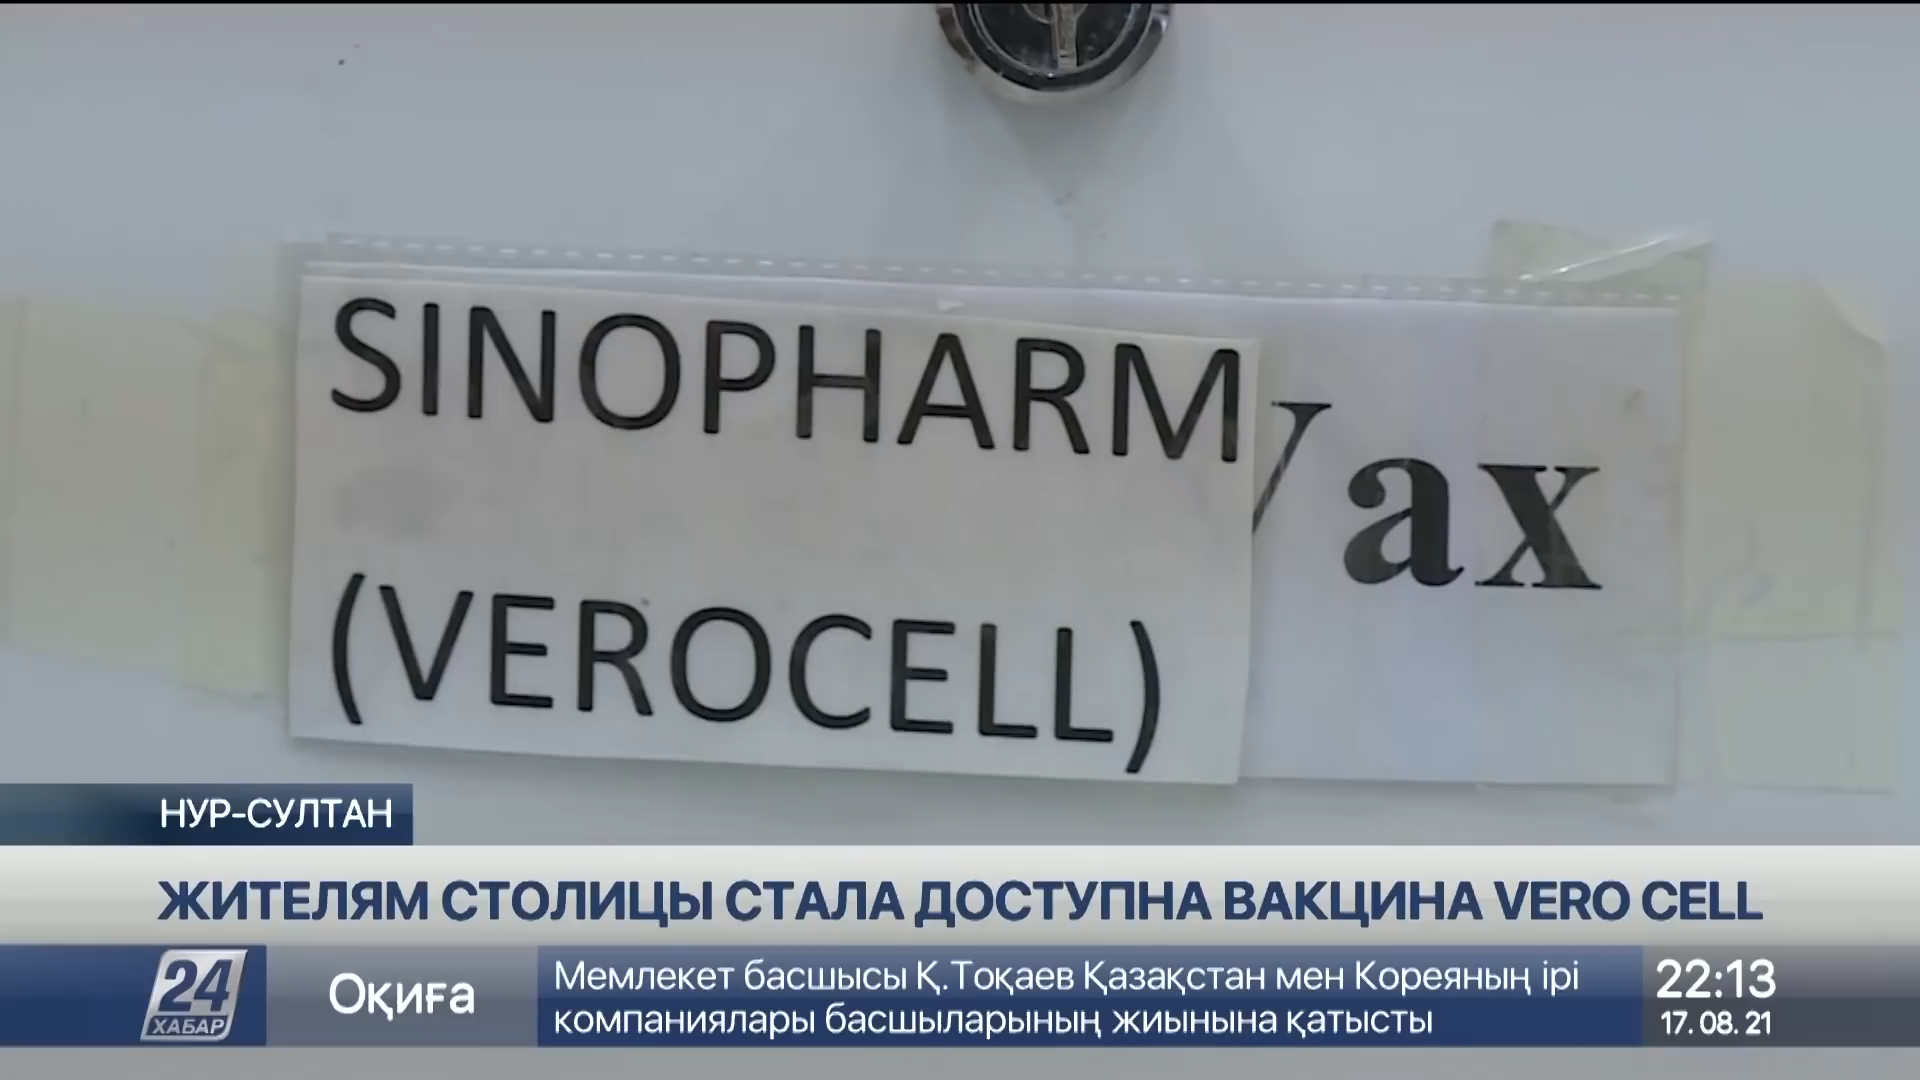 SINOPHARM
Vax
(VEROCELL)
НУР-СУЛТАН
ЖИТЕЛЯМ СТОЛИЦЫ СТАЛА ДОСТУПНА ВАКЦИНА VERO CELL
24
ХАБАР
Оқиға
Мемлекет басшысы Қ.Тоқаев Қазақстан мен Кореяның ірі
компаниялары басшыларының жиынына қатысты
22:13
17. 08. 21